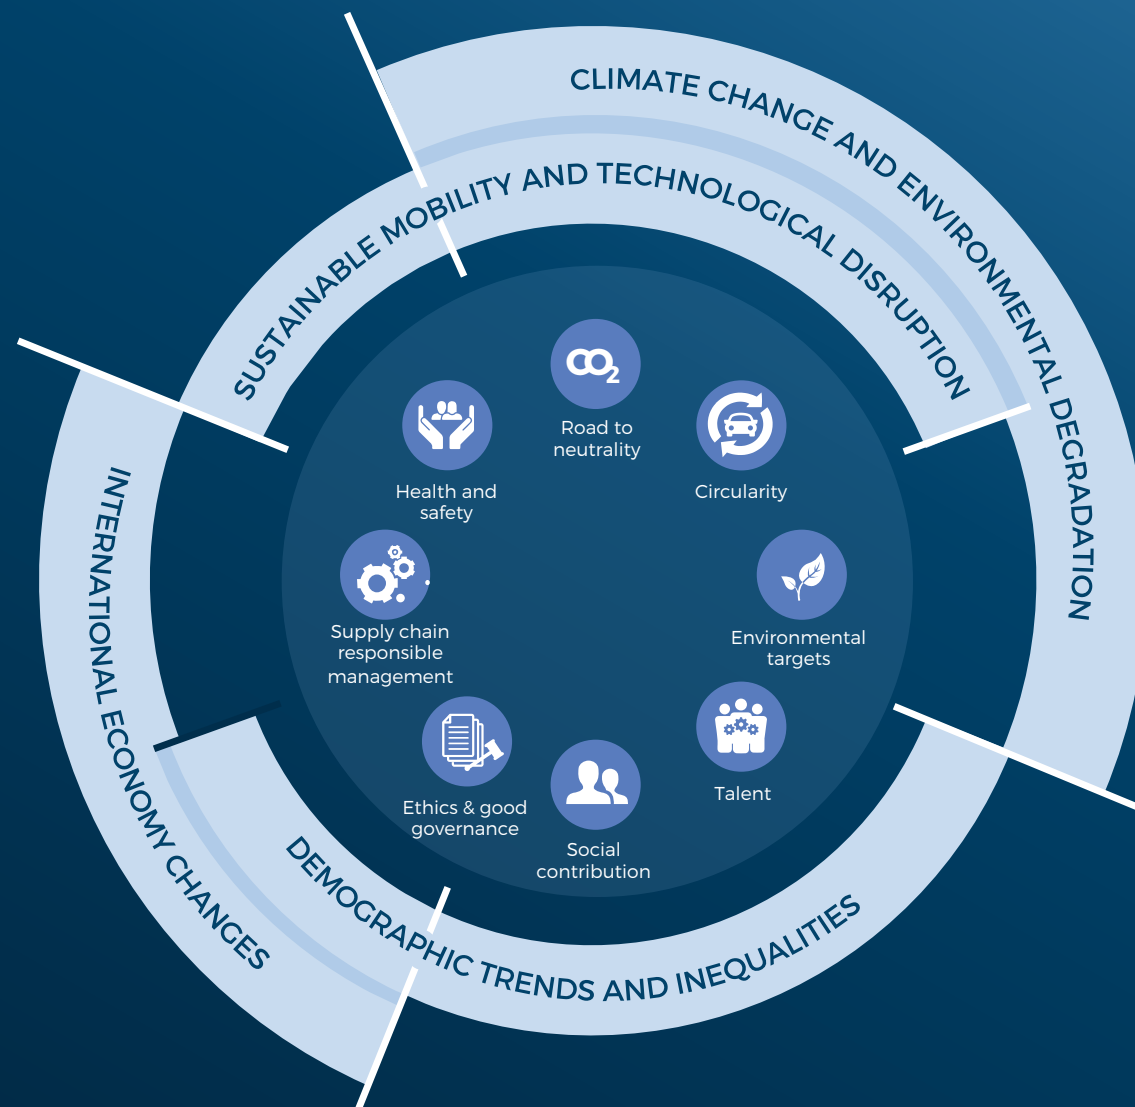 CLIMATE CHANGE AND ENVIRONMENTAL DEGRADATION
SUSTAINABLE MOBILITY AND TECHNOLOGICAL DISRUPTION
INTERNATIONAL ECONOMY CHANGES
DEMOGRAPHIC TRENDS AND INEQUALITIES
CO2
Road to
neutrality
Circularity
Environmental
targets
Talent
Social
contribution
Ethics & good
governance
Supply chain
responsible
management
Health and
safety